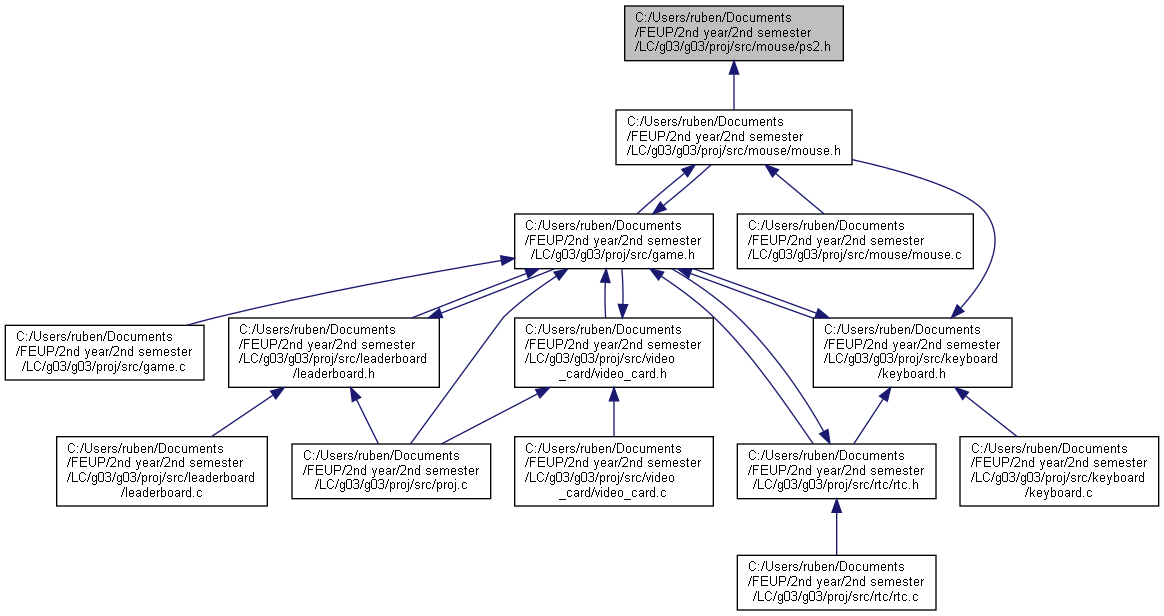 C:/Users/ruben/Documents
/FEUP/2nd year/2nd semester
/LC/g03/g03/proj/src/mouse/ps2.h
C:/Users/ruben/Documents
/FEUP/2nd year/2nd semester
/LC/g03/g03/proj/src/mouse/mouse.h
C:/Users/ruben/Documents
/FEUP/2nd year/2nd semester
/LC/g03/g03/proj/src/game.h
C:/Users/ruben/Documents
/FEUP/2nd year/2nd semester
/LC/g03/g03/proj/src/mouse/mouse.c
C:/Users/ruben/Documents
/FEUP/2nd year/2nd semester
/LC/g03/g03/proj/src/game.c
C:/Users/ruben/Documents
/FEUP/2nd year/2nd semester
/LC/g03/g03/proj/src/leaderboard
/leaderboard.h
C:/Users/ruben/Documents
/FEUP/2nd year/2nd semester
/LC/g03/g03/proj/src/video
_card/video_card.h
C:/Users/ruben/Documents
/FEUP/2nd year/2nd semester
/LC/g03/g03/proj/src/keyboard
/keyboard.h
C:/Users/ruben/Documents
/FEUP/2nd year/2nd semester
/LC/g03/g03/proj/src/leaderboard
/leaderboard.c
C:/Users/ruben/Documents
/FEUP/2nd year/2nd semester
/LC/g03/g03/proj/src/proj.c
C:/Users/ruben/Documents
/FEUP/2nd year/2nd semester
/LC/g03/g03/proj/src/video
_card/video_card.c
C:/Users/ruben/Documents
/FEUP/2nd year/2nd semester
/LC/g03/g03/proj/src/rtc/rtc.h
C:/Users/ruben/Documents
/FEUP/2nd year/2nd semester
/LC/g03/g03/proj/src/keyboard
/keyboard.c
C:/Users/ruben/Documents
/FEUP/2nd year/2nd semester
/LC/g03/g03/proj/src/rtc/rtc.c